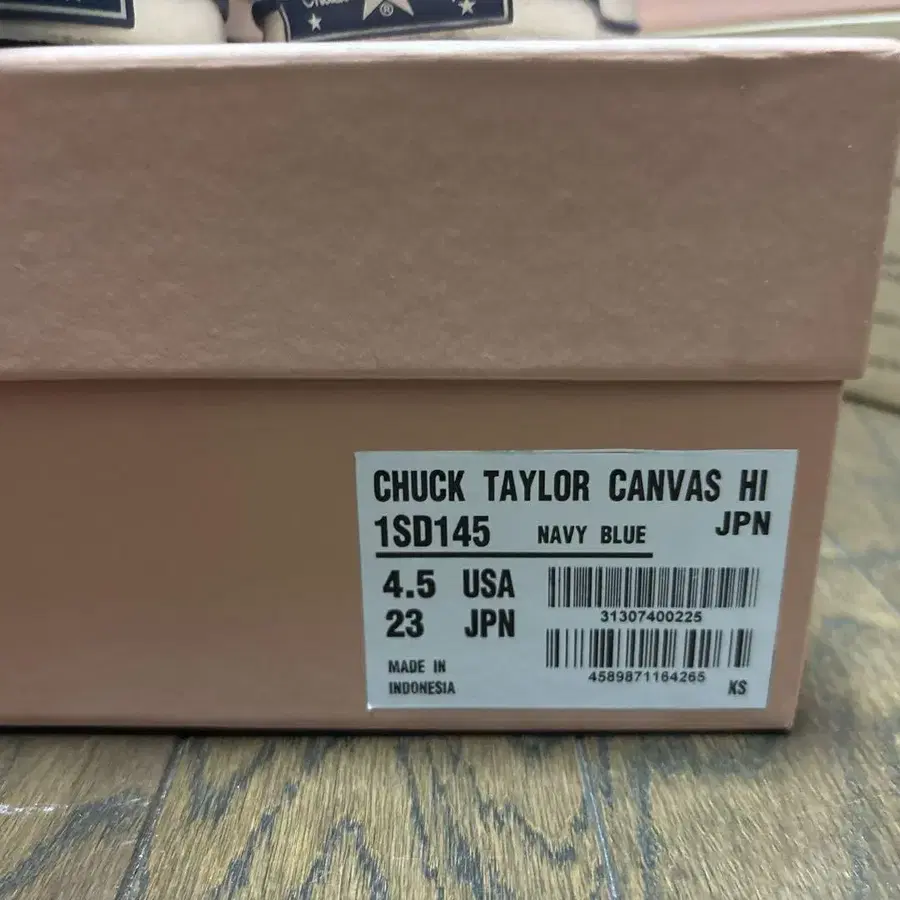 ®
CHUCK TAYLOR CANVAS HI
1SD145 NAVY BLUE JPN
4.5 USA
31307400225
23 JPN
4589871164265
MADE IN
INDONESIA
KS